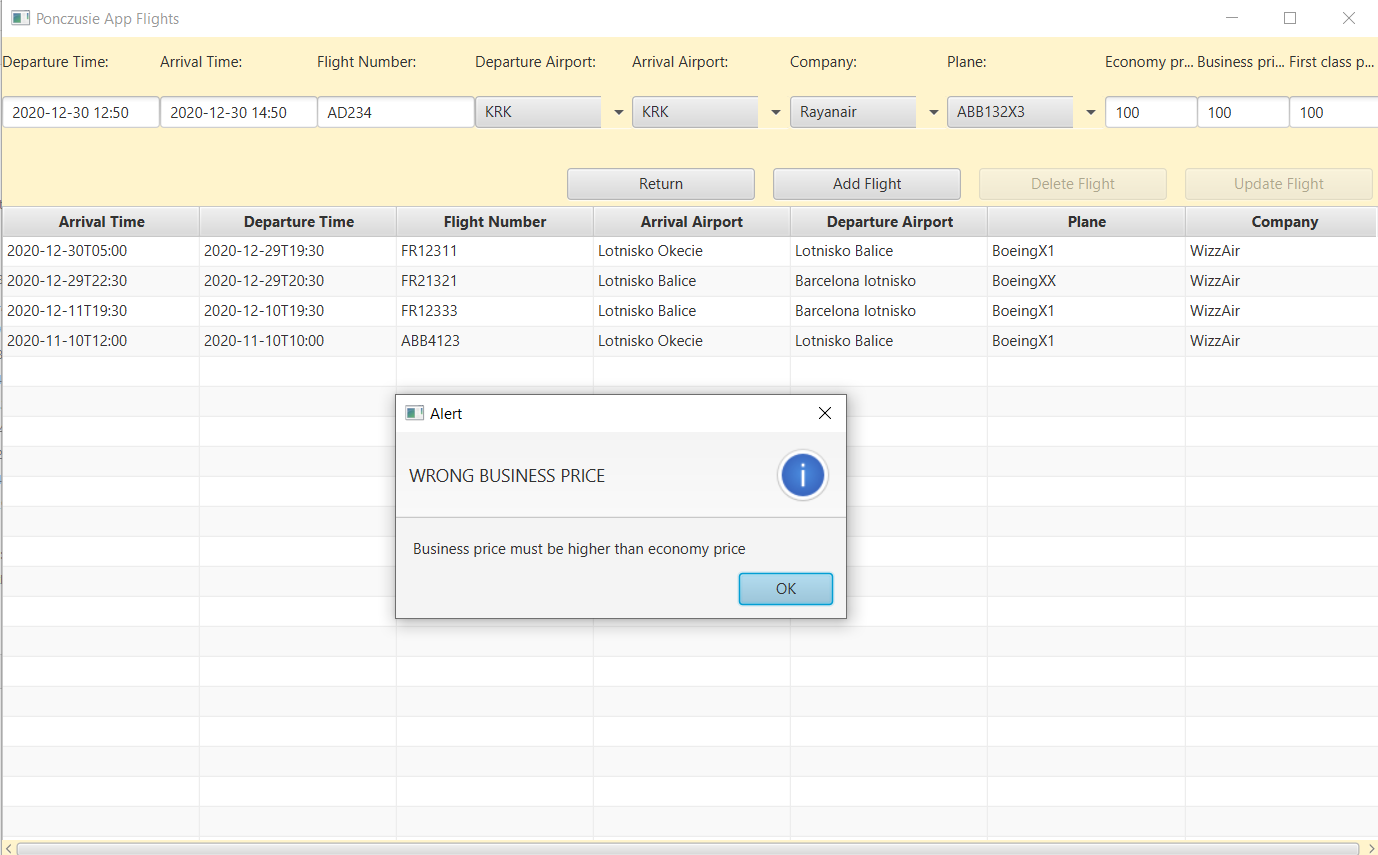 Ponczusie App Flights
Departure Time: Arrival Time: Flight Number: Departure Airport: Arrival Airport: Company: Plane: Economy pr... Business pri... First class p...
2020-12-30 12:50 2020-12-30 14:50 AD234 KRK KRK Rayanair ABB132X3 100 100 100
Return Add Flight Delete Flight Update Flight
Arrival Time Departure Time Flight Number Arrival Airport Departure Airport Plane Company
2020-12-30T05:00 2020-12-29T19:30 FR12311 Lotnisko Okecie Lotnisko Balice BoeingX1 WizzAir
2020-12-29T22:30 2020-12-29T20:30 FR21321 Lotnisko Balice Barcelona lotnisko BoeingXX WizzAir
2020-12-11T19:30 2020-12-10T19:30 FR12333 Lotnisko Balice Barcelona lotnisko BoeingX1 WizzAir
2020-11-10T12:00 2020-11-10T10:00 ABB4123 Lotnisko Okecie Lotnisko Balice BoeingX1 WizzAir
Alert
WRONG BUSINESS PRICE
Business price must be higher than economy price
OK